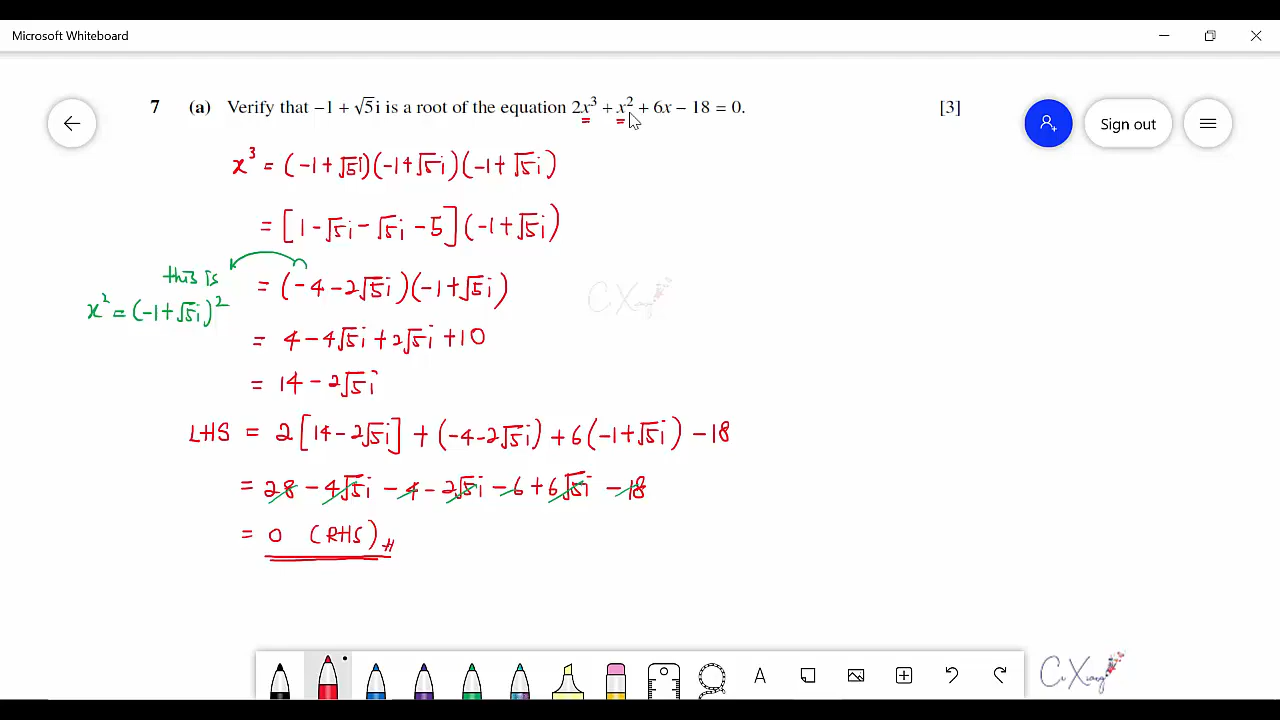 Microsoft Whiteboard
7 (a) Verify that −1 + √5i is a root of the equation 2x³ + x² + 6x − 18 = 0. [3]
Sign out
x³ = (-1+√5i)(-1+√5i)(-1+√5i)
= [1-√5i-√5i-5](-1+√5i)
this is
x² = (-1+√5i)²
= (-4-2√5i)(-1+√5i)
= 4-4√5i+2√5i+10
= 14-2√5i
LHS = 2[14-2√5i] + (-4-2√5i) + 6(-1+√5i) - 18
= 28 - 4√5i - 4 - 2√5i - 6 + 6√5i - 18
= 0 (RHS)#
CXiang
A
CXiang